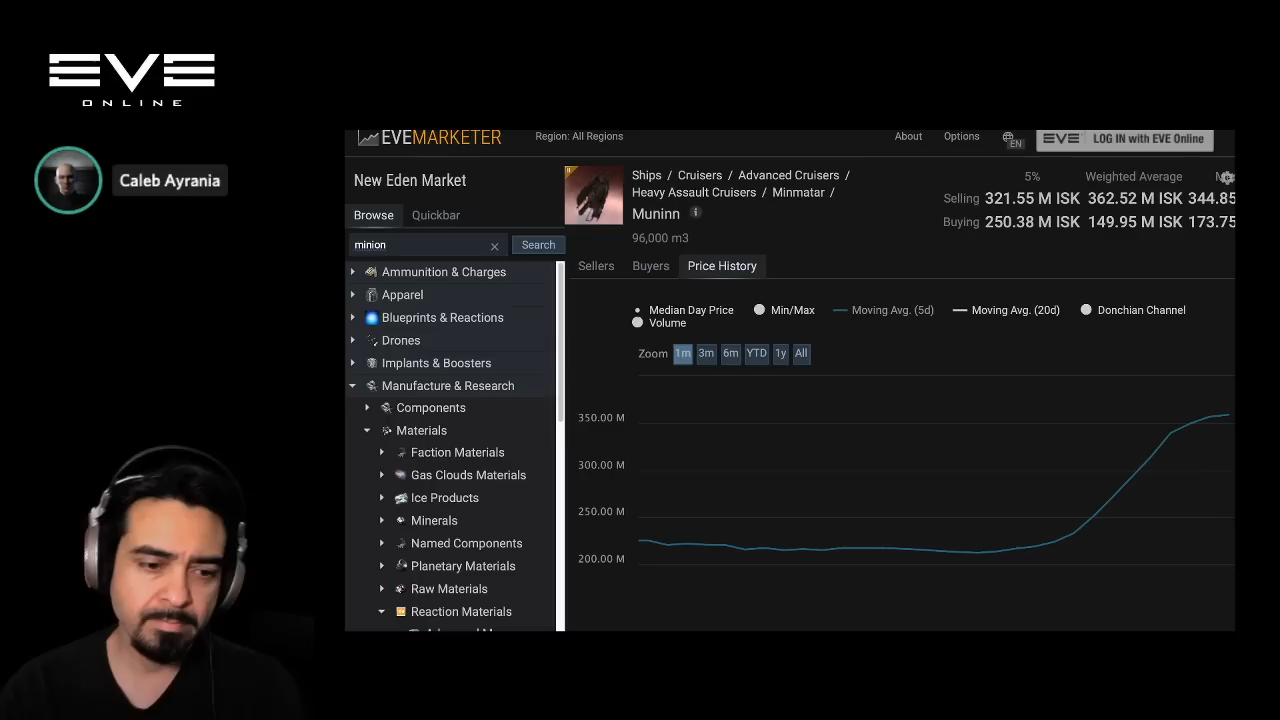 EVE
ONLINE
Caleb Ayrania
EVEMARKETER
Region: All Regions
About
Options
EN
EVE
LOG IN with EVE Online
New Eden Market
Browse
Quickbar
minion
Search
Ammunition & Charges
Apparel
Blueprints & Reactions
Drones
Implants & Boosters
Manufacture & Research
Components
Materials
Faction Materials
Gas Clouds Materials
Ice Products
Minerals
Named Components
Planetary Materials
Raw Materials
Reaction Materials
Ships / Cruisers / Advanced Cruisers /
Heavy Assault Cruisers / Minmatar /
Muninn
96,000 m3
5% Weighted Average
Selling 321.55 M ISK 362.52 M ISK 344.85
Buying 250.38 M ISK 149.95 M ISK 173.75
Sellers
Buyers
Price History
Median Day Price
Min/Max
Moving Avg. (5d)
Moving Avg. (20d)
Donchian Channel
Volume
Zoom 1m 3m 6m YTD 1y All
350.00 M
300.00 M
250.00 M
200.00 M